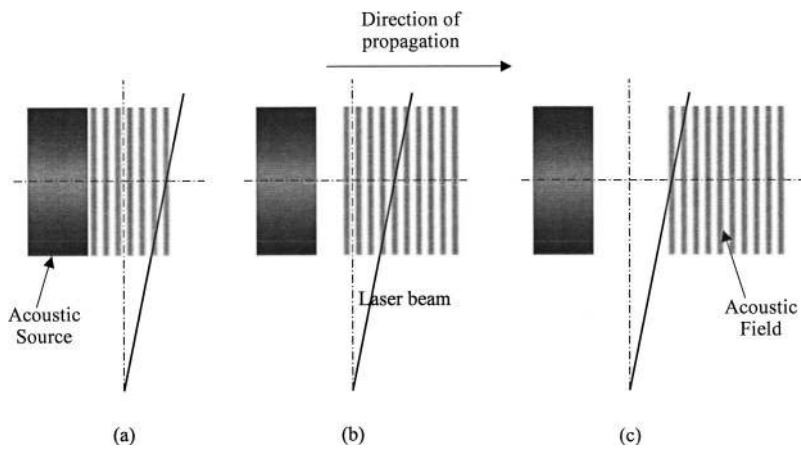 Direction of
propagation
Laser beam
Acoustic
Source
Acoustic
Field
(a)
(b)
(c)